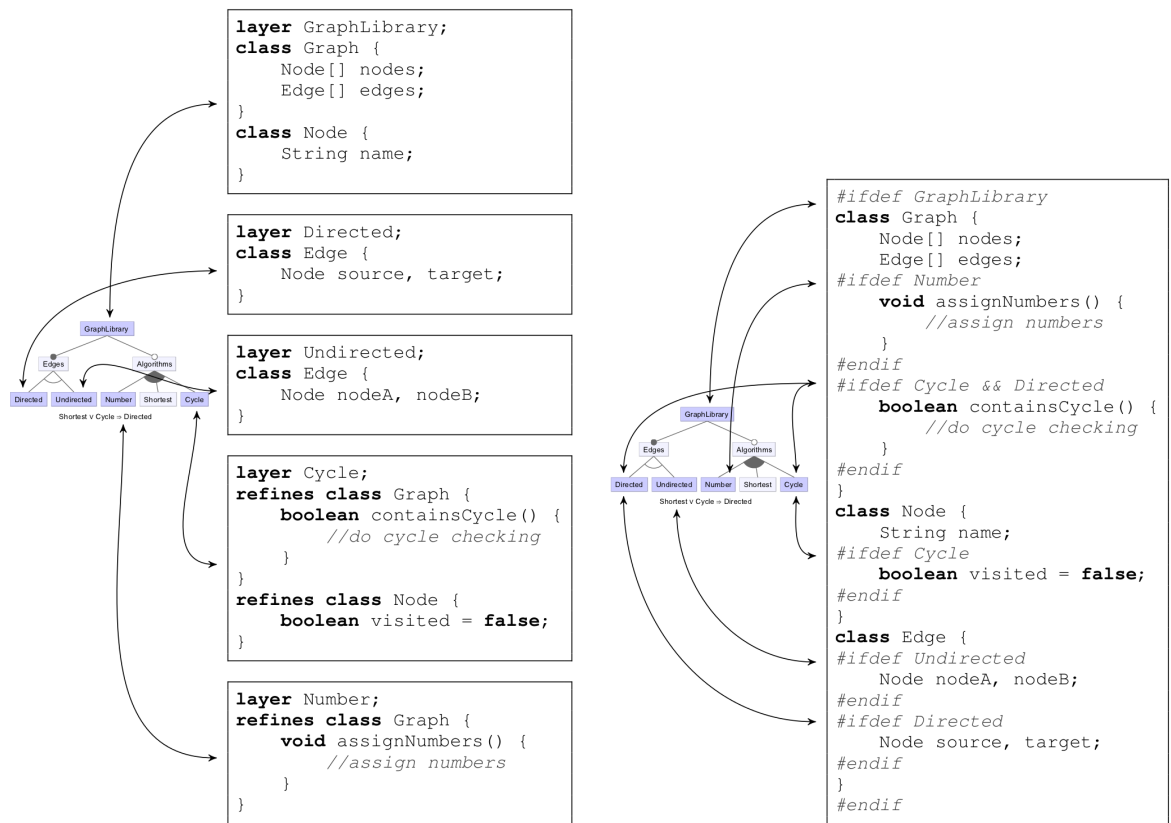 layer GraphLibrary;
class Graph {
    Node[] nodes;
    Edge[] edges;
}
class Node {
    String name;
}
layer Directed;
class Edge {
    Node source, target;
}
layer Undirected;
class Edge {
    Node nodeA, nodeB;
}
layer Cycle;
refines class Graph {
    boolean containsCycle() {
        //do cycle checking
    }
}
refines class Node {
    boolean visited = false;
}
layer Number;
refines class Graph {
    void assignNumbers() {
        //assign numbers
    }
}
GraphLibrary
Edges Algorithms
Directed Undirected Number Shortest Cycle
Shortest ∨ Cycle ⇒ Directed
GraphLibrary
Edges Algorithms
Directed Undirected Number Shortest Cycle
Shortest ∨ Cycle ⇒ Directed
#ifdef GraphLibrary
class Graph {
    Node[] nodes;
    Edge[] edges;
#ifdef Number
    void assignNumbers() {
        //assign numbers
    }
#endif
#ifdef Cycle && Directed
    boolean containsCycle() {
        //do cycle checking
    }
#endif
}
class Node {
    String name;
#ifdef Cycle
    boolean visited = false;
#endif
}
class Edge {
#ifdef Undirected
    Node nodeA, nodeB;
#endif
#ifdef Directed
    Node source, target;
#endif
}
#endif